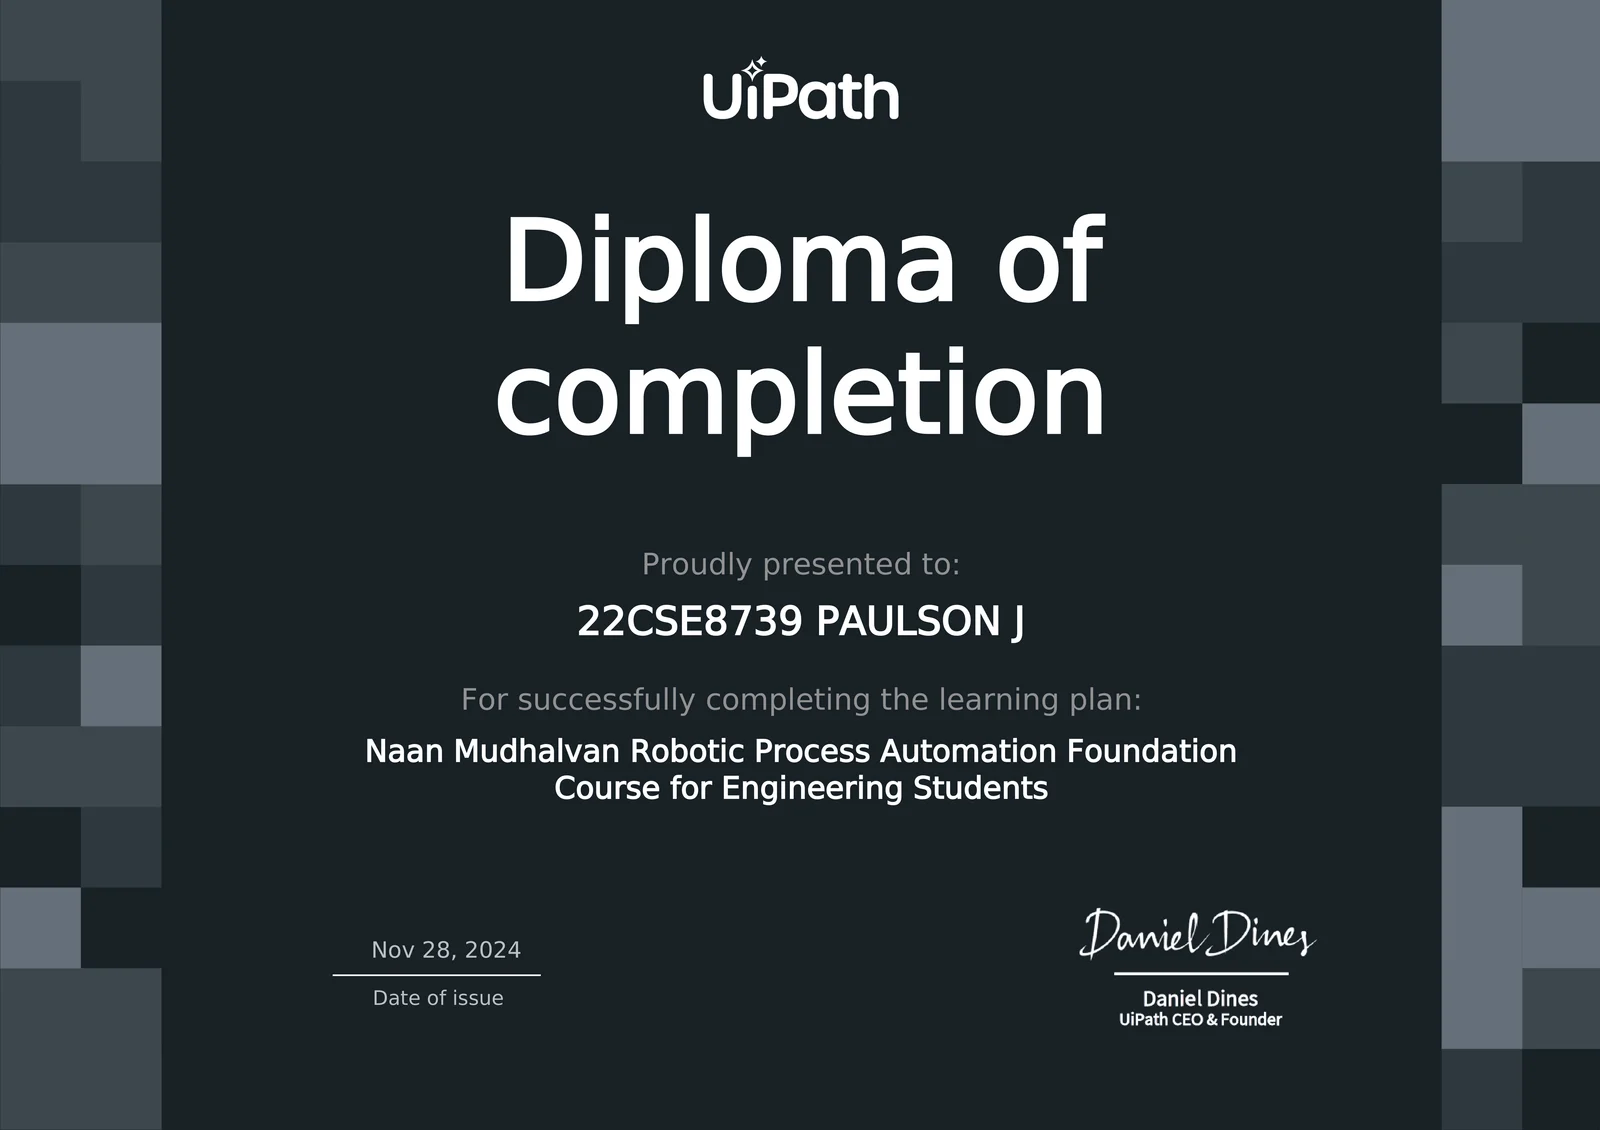 UiPath
Diploma of
completion
Proudly presented to:
22CSE8739 PAULSON J
For successfully completing the learning plan:
Naan Mudhalvan Robotic Process Automation Foundation
Course for Engineering Students
Nov 28, 2024
Date of issue
Daniel Dines
Daniel Dines
UiPath CEO & Founder